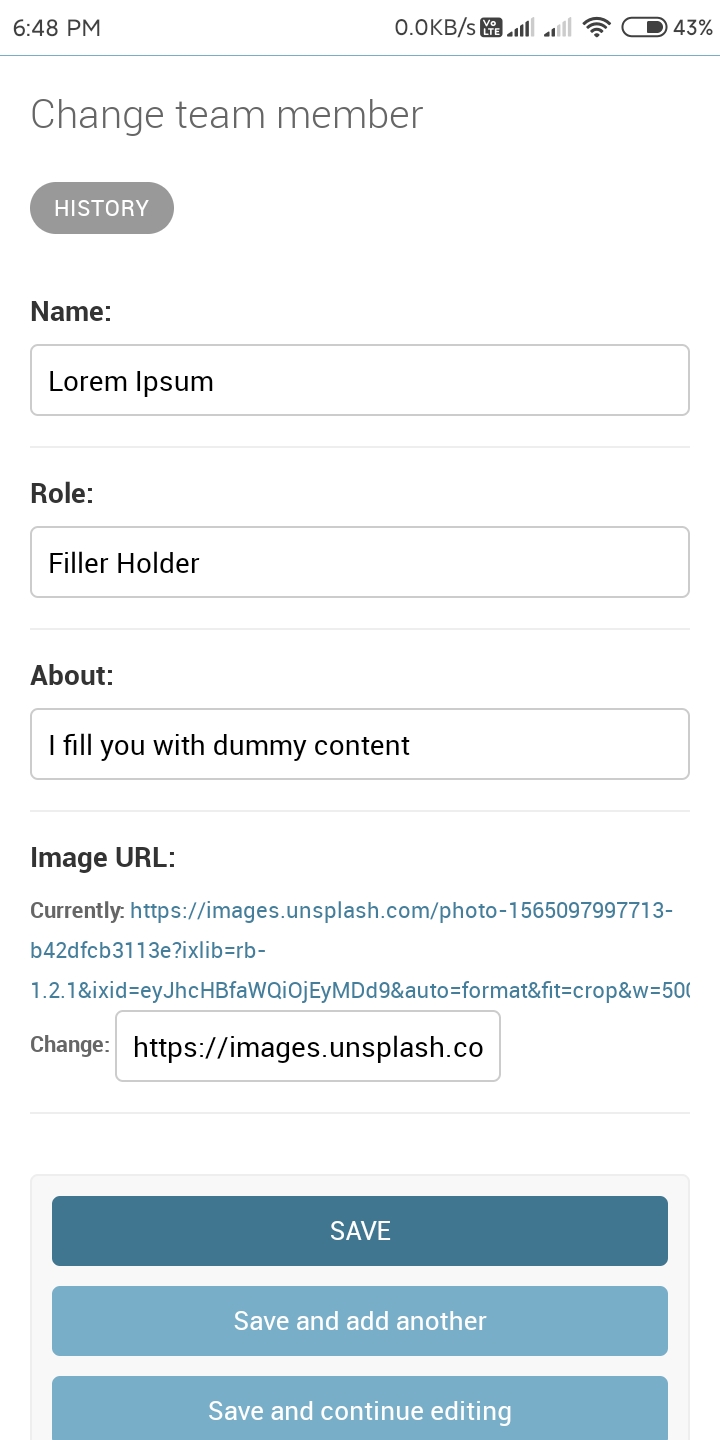 6:48 PM 0.0KB/s Vo LTE 43%
Change team member
HISTORY
Name:
Lorem Ipsum
Role:
Filler Holder
About:
I fill you with dummy content
Image URL:
Currently: https://images.unsplash.com/photo-1565097997713-
b42dfcb3113e?ixlib=rb-
1.2.1&ixid=eyJhcHBfaWQiOjEyMDd9&auto=format&fit=crop&w=500
Change: https://images.unsplash.co
SAVE
Save and add another
Save and continue editing